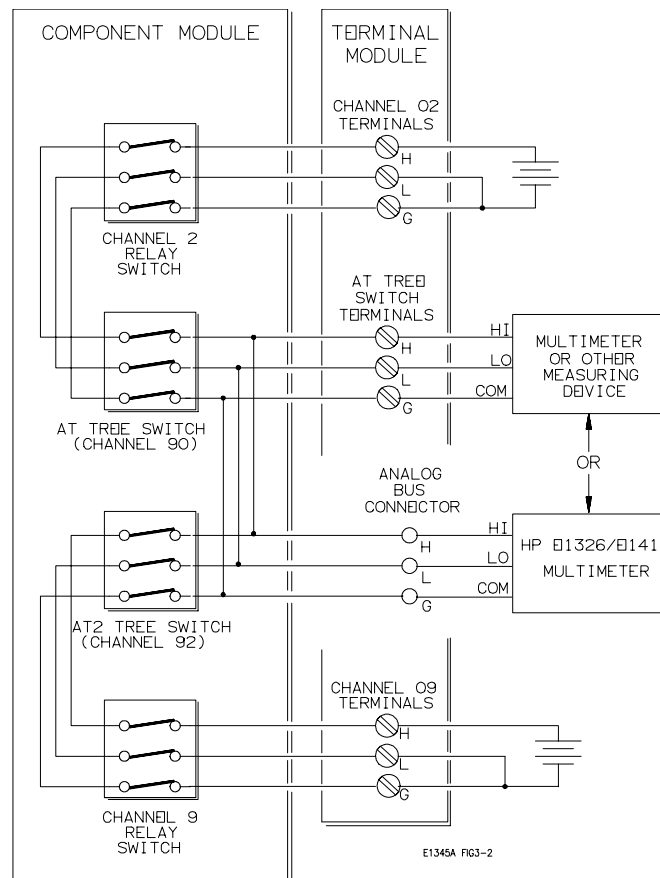 COMPONENT MODULE
TERMINAL
MODULE
CHANNEL 02
TERMINALS
H
L
G
CHANNEL 2
RELAY
SWITCH
AT TREE
SWITCH
TERMINALS
H
L
G
HI
LO
COM
MULTIMETER
OR OTHER
MEASURING
DEVICE
AT TREE SWITCH
(CHANNEL 90)
OR
ANALOG
BUS
CONNECTOR
H
L
G
HI
LO
COM
HP E1326/E141
MULTIMETER
AT2 TREE SWITCH
(CHANNEL 92)
CHANNEL 09
TERMINALS
H
L
G
CHANNEL 9
RELAY
SWITCH
E1345A FIG3-2